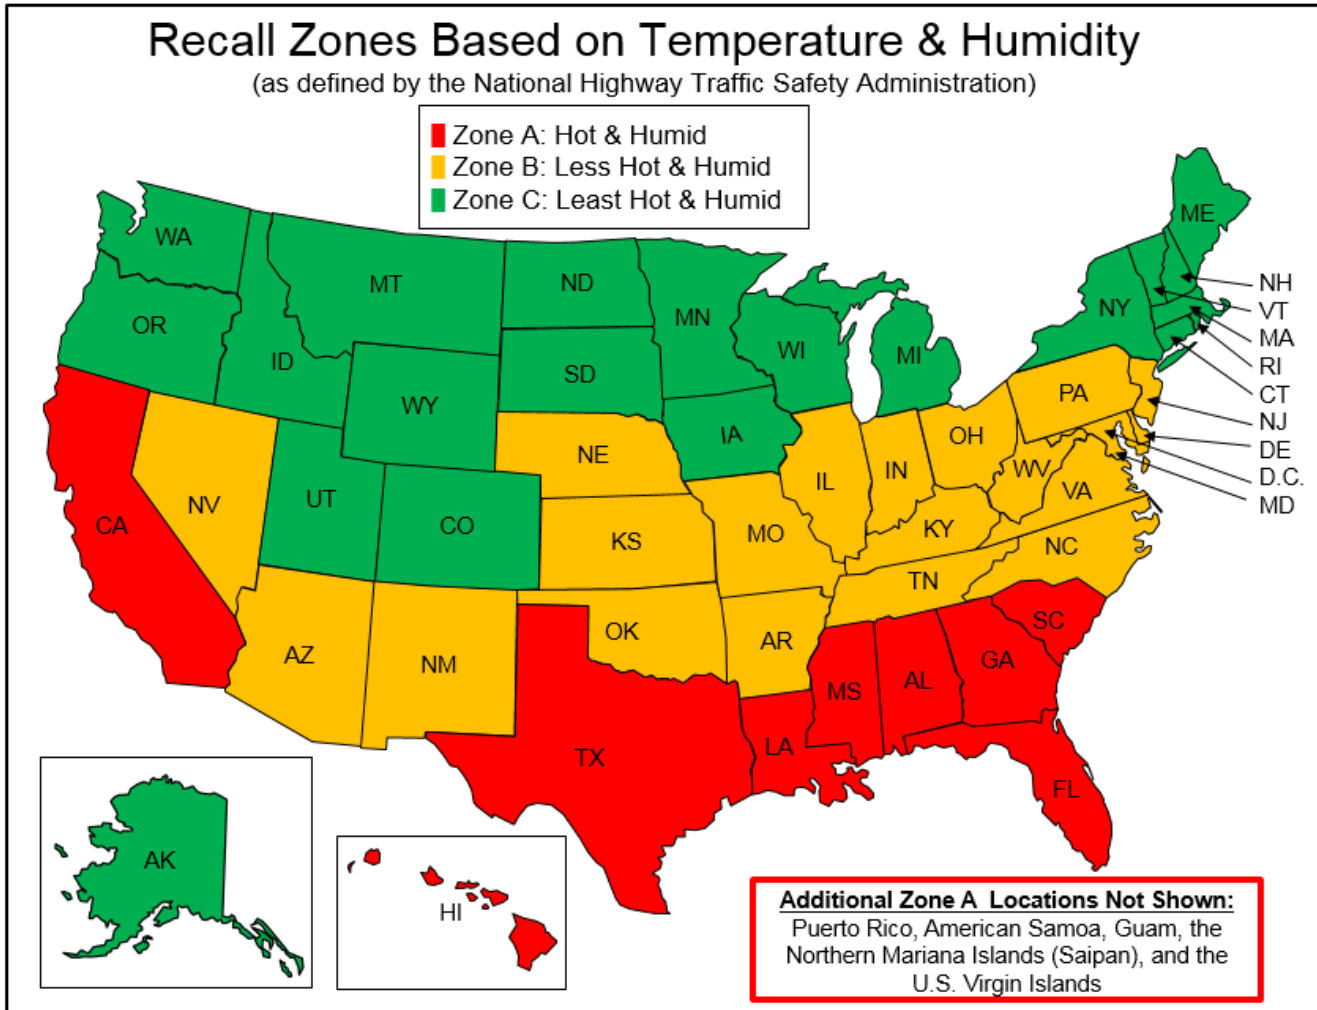 Recall Zones Based on Temperature & Humidity
(as defined by the National Highway Traffic Safety Administration)
Zone A: Hot & Humid
Zone B: Less Hot & Humid
Zone C: Least Hot & Humid
WA
MT
ND
MN
ME
OR
ID
WY
SD
WI
MI
NY
NH
VT
MA
RI
CT
NJ
DE
D.C.
MD
IA
PA
NE
OH
IL
IN
WV
VA
NV
UT
CO
CA
KS
MO
KY
NC
TN
AZ
NM
OK
AR
SC
GA
MS
AL
TX
LA
FL
AK
HI
Additional Zone A Locations Not Shown:
Puerto Rico, American Samoa, Guam, the
Northern Mariana Islands (Saipan), and the
U.S. Virgin Islands